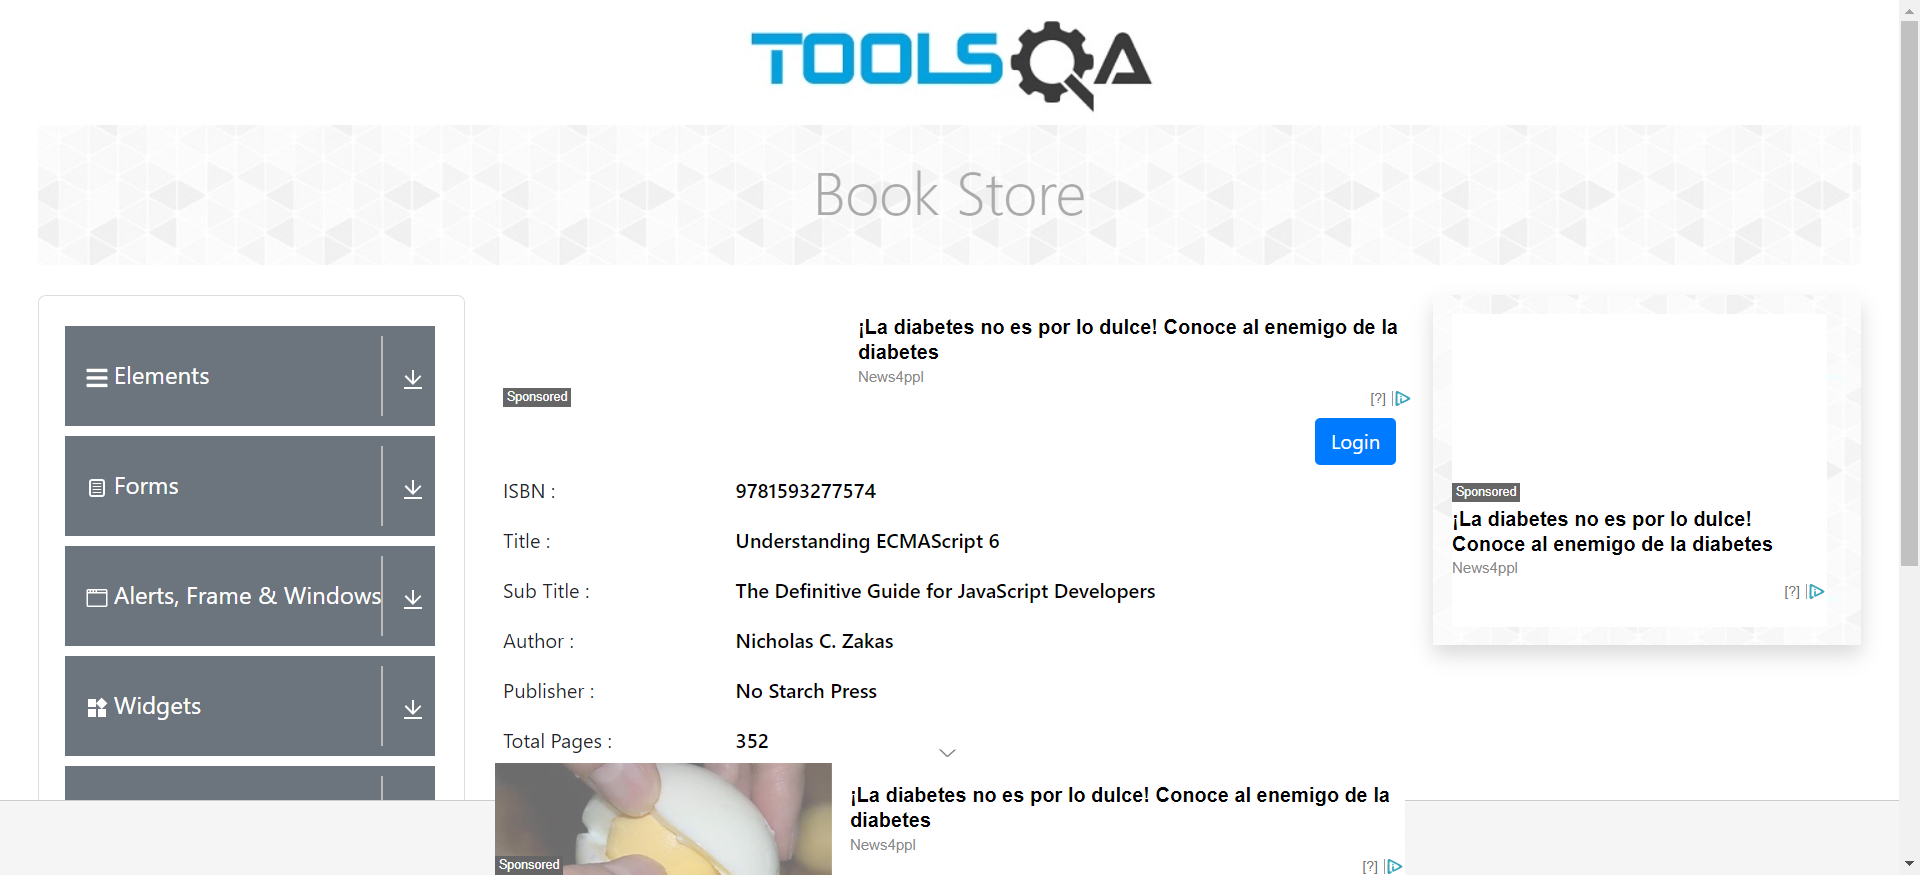 TOOLSQA
Book Store
Elements
Forms
Alerts, Frame & Windows
Widgets
¡La diabetes no es por lo dulce! Conoce al enemigo de la
diabetes
News4ppl
Sponsored
[?]
Login
ISBN :
9781593277574
Title :
Understanding ECMAScript 6
Sub Title :
The Definitive Guide for JavaScript Developers
Author :
Nicholas C. Zakas
Publisher :
No Starch Press
Total Pages :
352
Sponsored
¡La diabetes no es por lo dulce! Conoce al enemigo de la
diabetes
News4ppl
[?]
Sponsored
¡La diabetes no es por lo dulce!
Conoce al enemigo de la diabetes
News4ppl
[?]